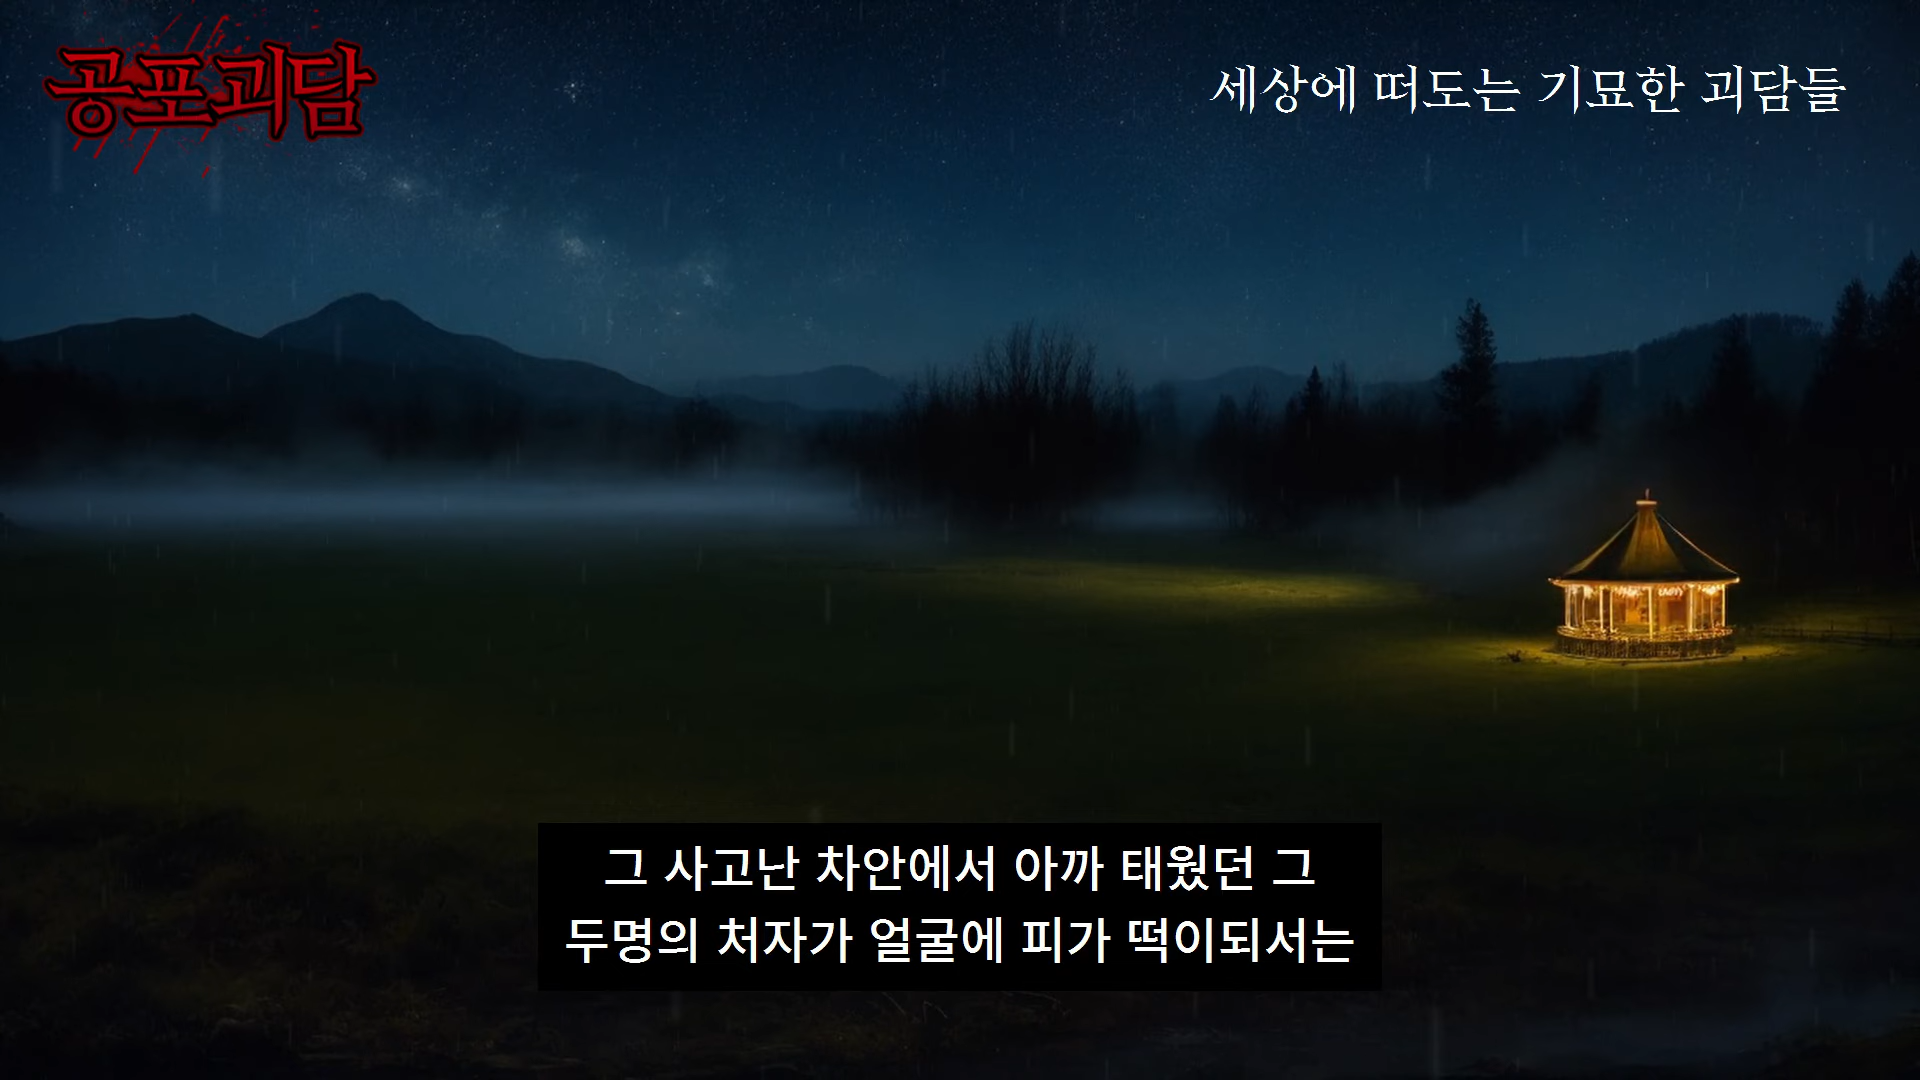 공포괴담
세상에 떠도는 기묘한 괴담들
그 사고난 차안에서 아까 태웠던 그
두명의 처자가 얼굴에 피가 떡이되서는